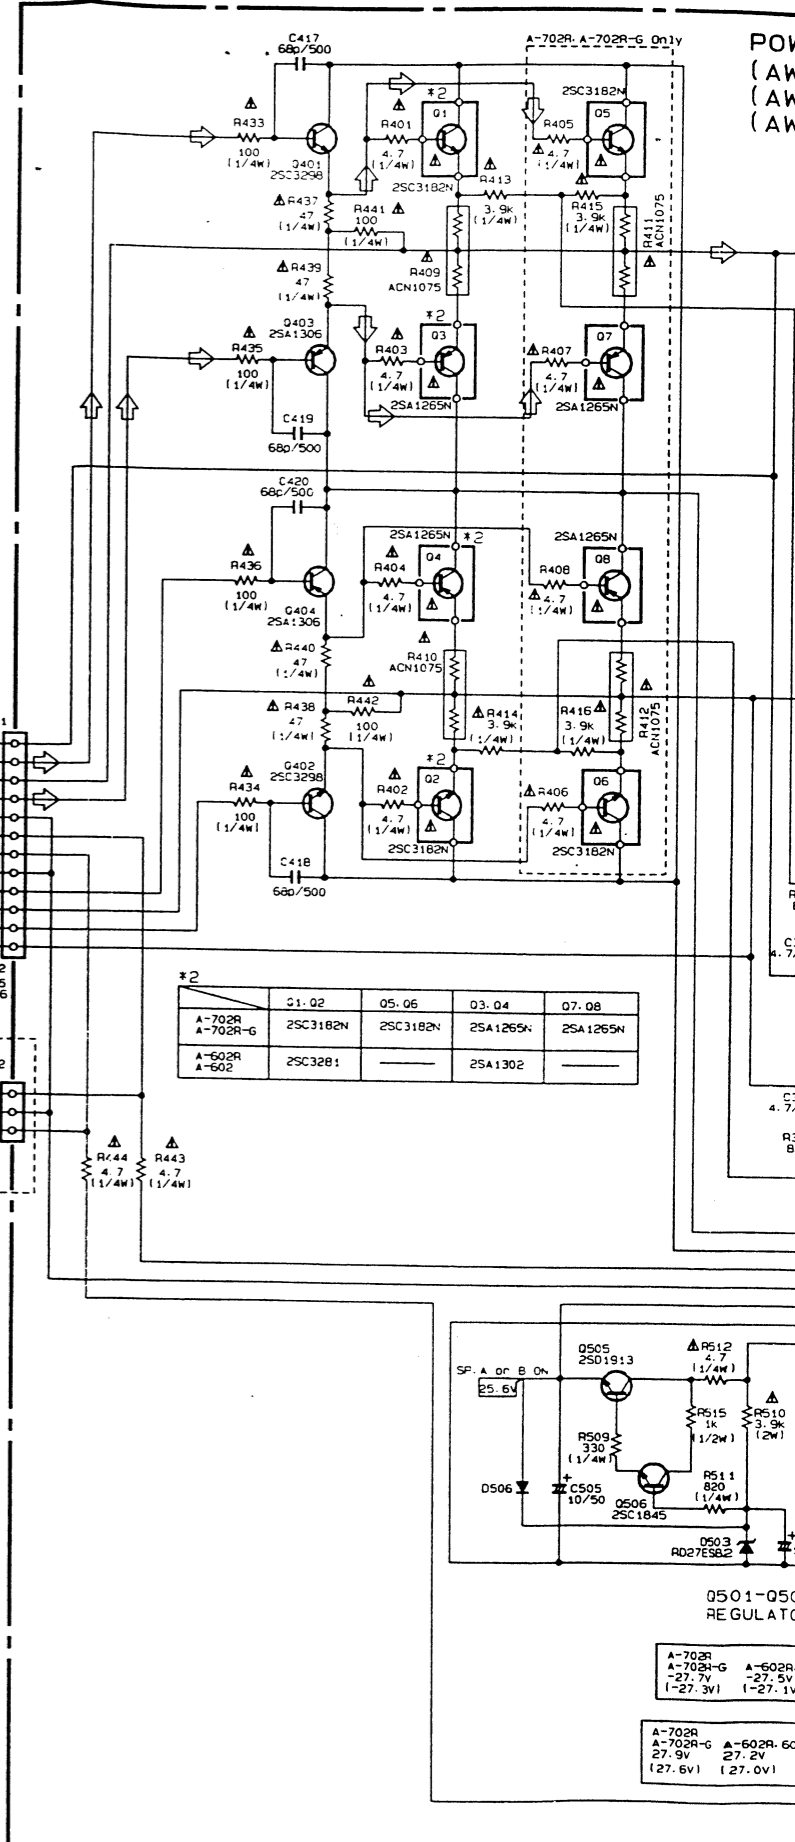 A-702R. A-702R-G Only
C417
68p/500
R433
100
(1/4W)
Q401
2SC3298
R401
4.7
(1/4W)
*2
Q1
2SC3182N
R405
4.7
(1/4W)
2SC3182N
Q5
R437
47
(1/4W)
R441
100
(1/4W)
R413
3.9k
(1/4W)
R415
3.9k
(1/4W)
R411
ACN1075
R409
ACN1075
R439
47
(1/4W)
Q403
2SA1306
R435
100
(1/4W)
*2
Q3
R403
4.7
(1/4W)
2SA1265N
R407
4.7
(1/4W)
Q7
2SA1265N
C419
68p/500
C420
68p/500
R436
100
(1/4W)
Q404
2SA1306
2SA1265N
*2
Q4
R404
4.7
(1/4W)
2SA1265N
Q8
R408
4.7
(1/4W)
R440
47
(1/4W)
R410
ACN1075
R438
47
(1/4W)
R442
100
(1/4W)
R414
3.9k
(1/4W)
R416
3.9k
(1/4W)
R412
ACN1075
Q402
2SC3298
R434
100
(1/4W)
*2
Q2
R402
4.7
(1/4W)
2SC3182N
R406
4.7
(1/4W)
Q6
2SC3182N
C418
68p/500
1
2
5
6
2
*2
Q1. Q2 Q5. Q6 Q3. Q4 Q7. Q8
A-702R
A-702R-G 2SC3182N 2SC3182N 2SA1265N 2SA1265N
A-602R
A-602 2SC3281 2SA1302
R444
4.7
(1/4W)
R443
4.7
(1/4W)
SP. A or B ON
25.6V
Q505
2SD1913
R512
4.7
(1/4W)
R515
1k
(1/2W)
R510
3.9k
(2W)
R509
330
(1/4W)
R511
820
(1/4W)
D506
C505
10/50
Q506
2SC1845
D503
RD27ESB2
A-702R
A-702R-G
-27.7V
(-27.3V)
-27.5V
A-702R
A-702R-G
27.9V
(27.6V)
27.2V
(27.0V)